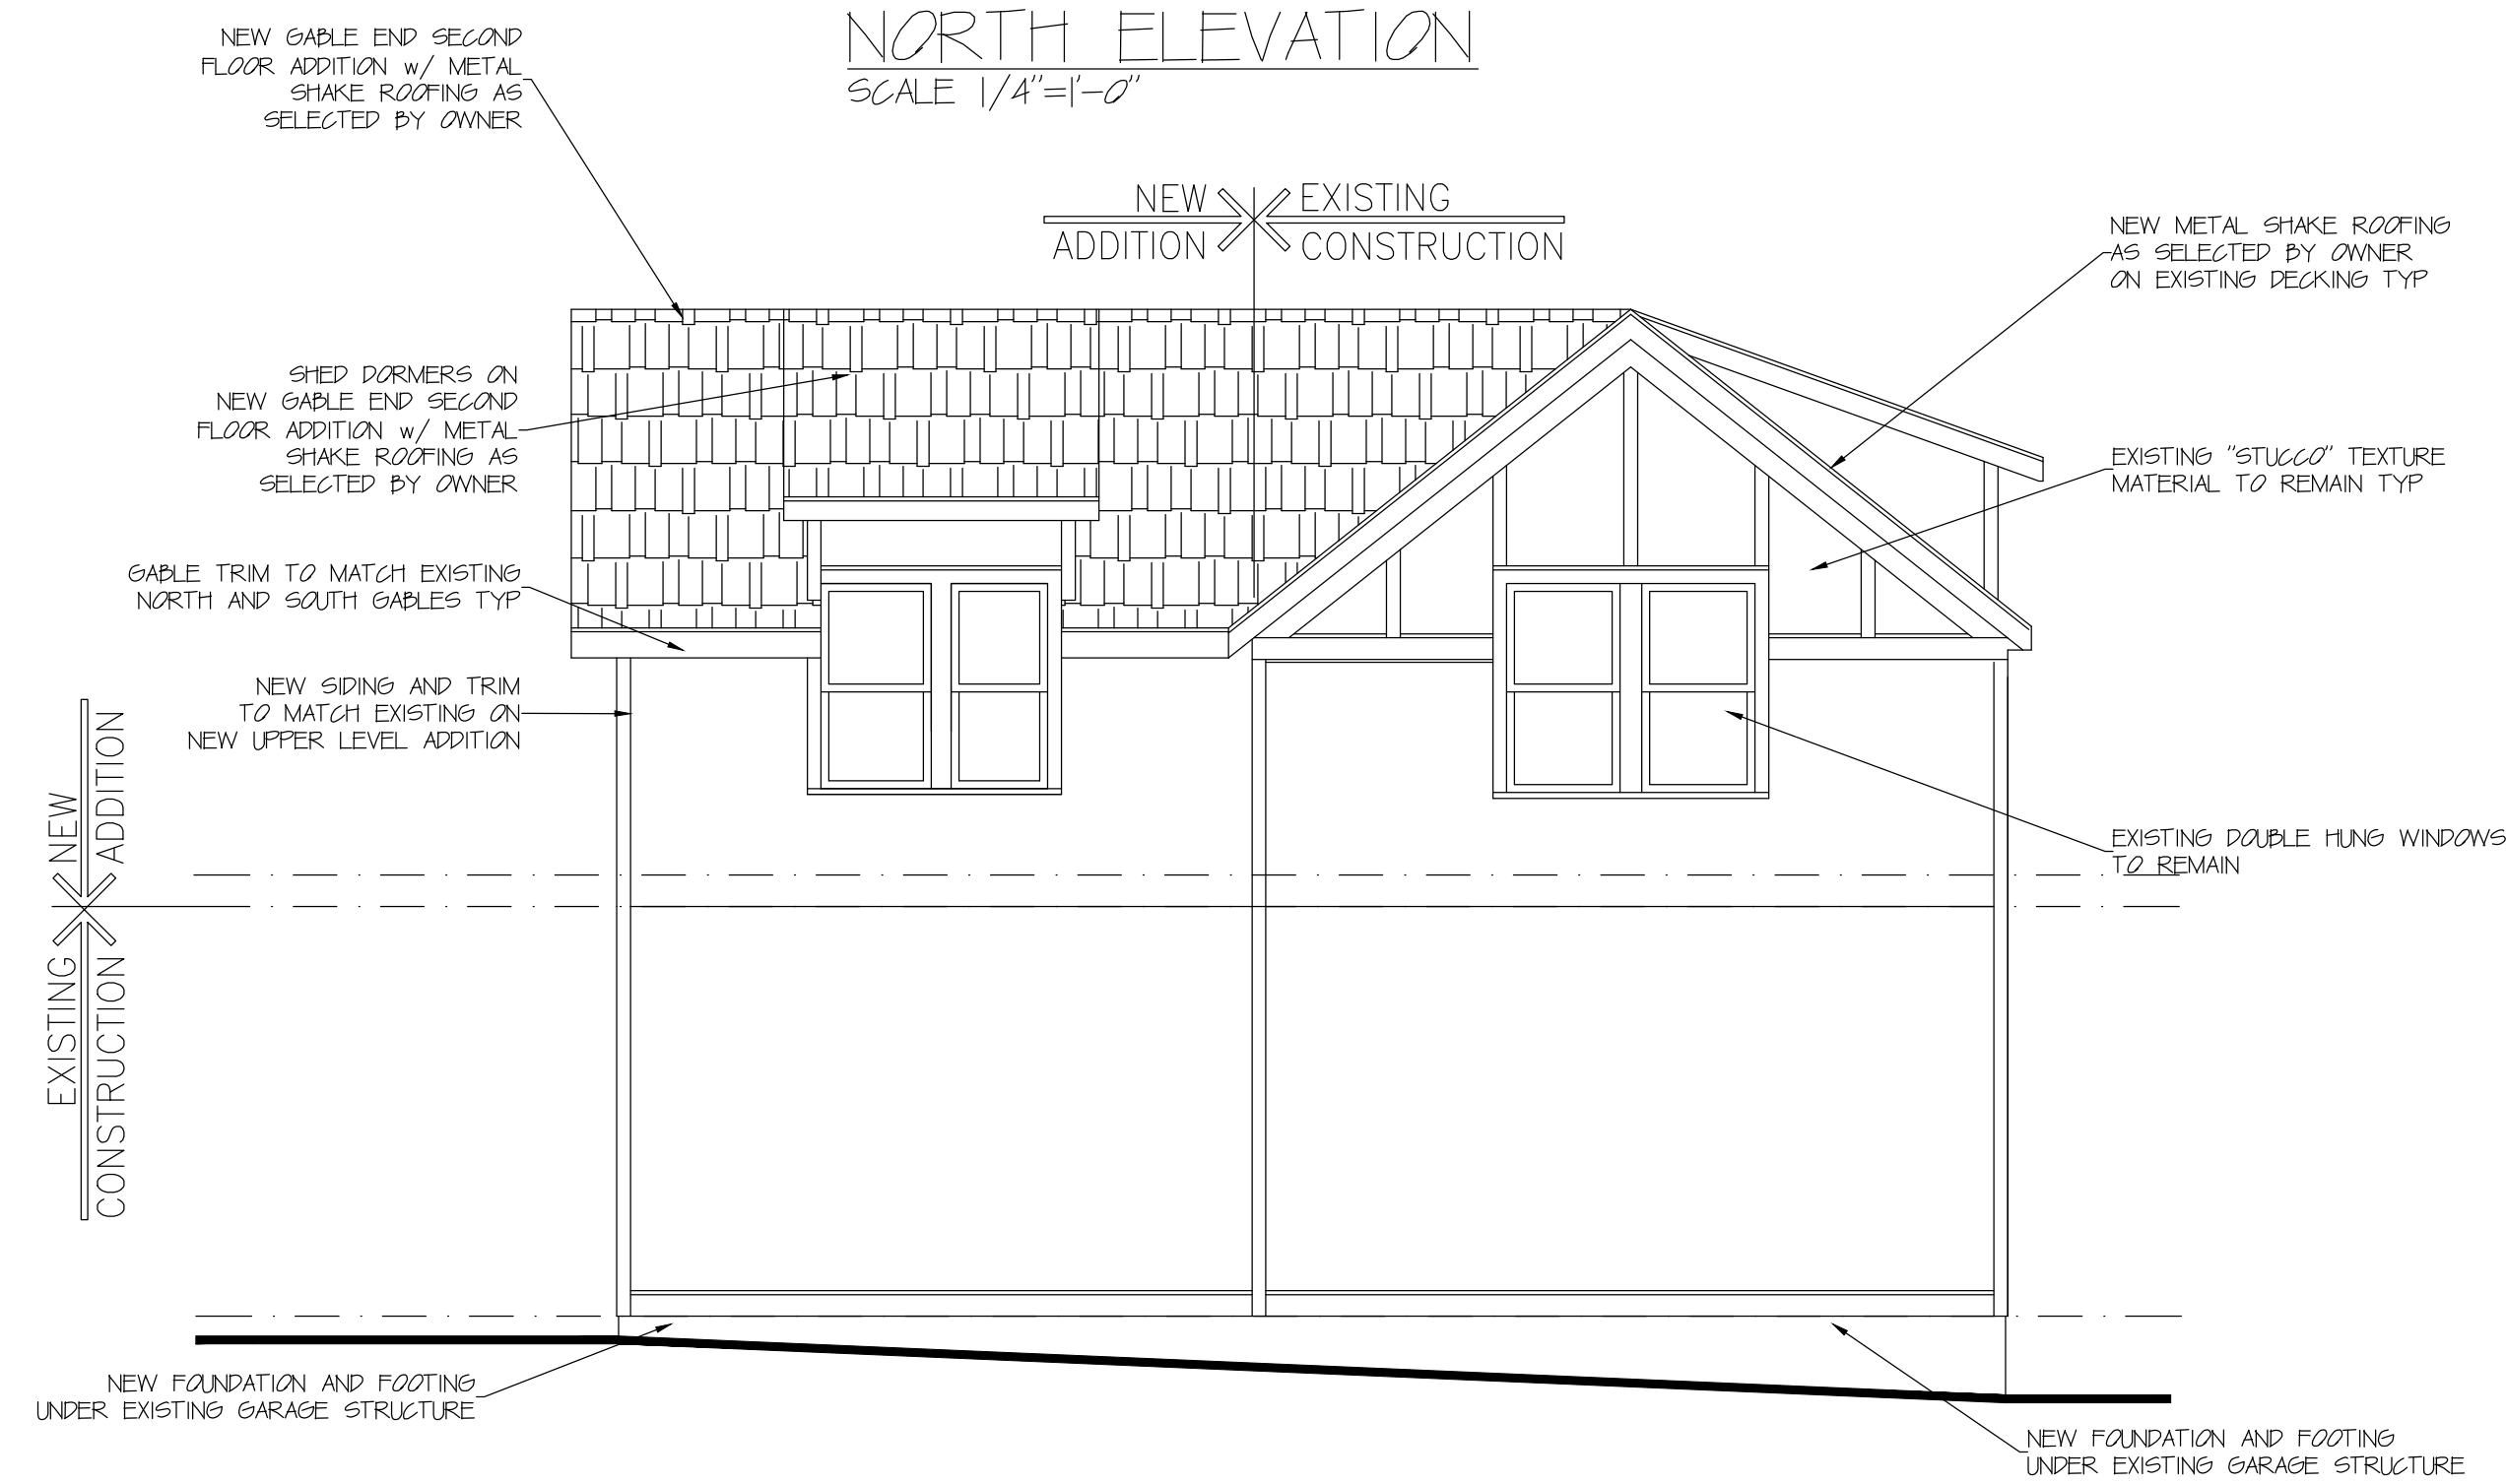 NORTH ELEVATION
SCALE 1/4"=1'-0"
NEW GABLE END SECOND
FLOOR ADDITION w/ METAL
SHAKE ROOFING AS
SELECTED BY OWNER
NEW
ADDITION
EXISTING
CONSTRUCTION
NEW METAL SHAKE ROOFING
AS SELECTED BY OWNER
ON EXISTING DECKING TYP
SHED DORMERS ON
NEW GABLE END SECOND
FLOOR ADDITION w/ METAL
SHAKE ROOFING AS
SELECTED BY OWNER
EXISTING "STUCCO" TEXTURE
MATERIAL TO REMAIN TYP
GABLE TRIM TO MATCH EXISTING
NORTH AND SOUTH GABLES TYP
NEW SIDING AND TRIM
TO MATCH EXISTING ON
NEW UPPER LEVEL ADDITION
NEW
ADDITION
EXISTING
CONSTRUCTION
EXISTING DOUBLE HUNG WINDOWS
TO REMAIN
NEW FOUNDATION AND FOOTING
UNDER EXISTING GARAGE STRUCTURE
NEW FOUNDATION AND FOOTING
UNDER EXISTING GARAGE STRUCTURE